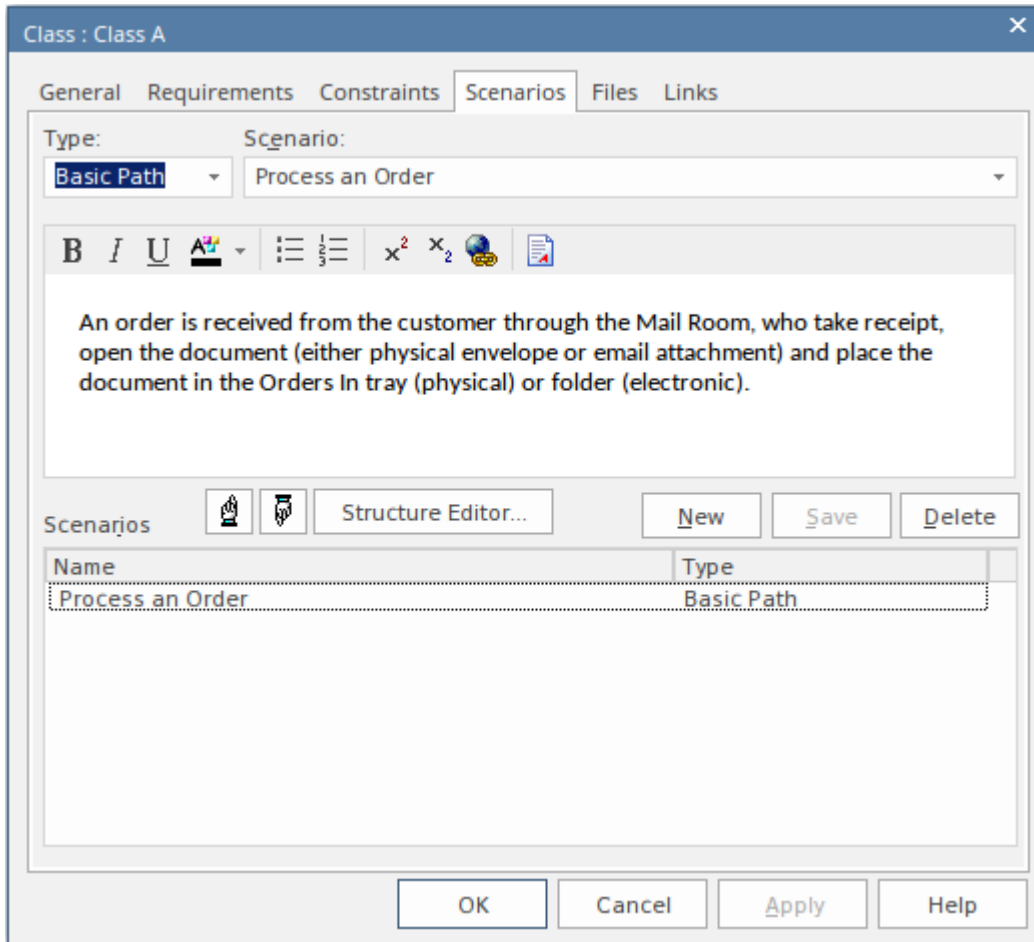 Class : Class A
General Requirements Constraints Scenarios Files Links
Type: Scenario:
Basic Path Process an Order
B I U A x² x₂
An order is received from the customer through the Mail Room, who take receipt,
open the document (either physical envelope or email attachment) and place the
document in the Orders In tray (physical) or folder (electronic).
Scenarios Structure Editor... New Save Delete
Name Type
Process an Order Basic Path
OK Cancel Apply Help